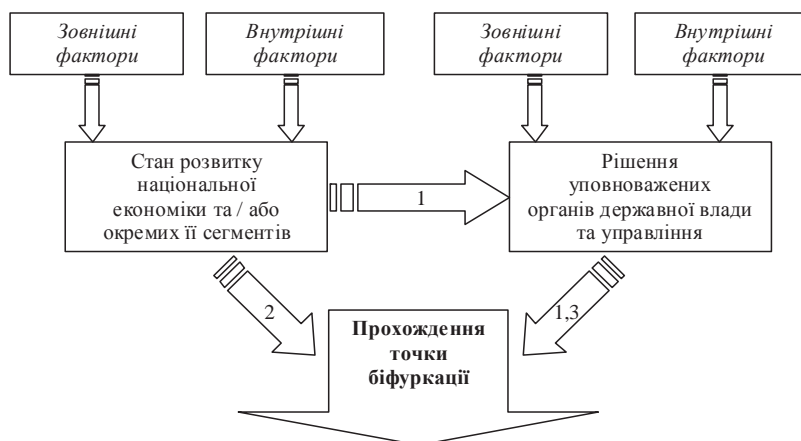 Зовнішні
фактори
Внутрішні
фактори
Зовнішні
фактори
Внутрішні
фактори
Стан розвитку
національної
економіки та / або
окремих її сегментів
1
Рішення
уповноважених
органів державної влади
та управління
2
1,3
Прохождення
точки
біфуркації